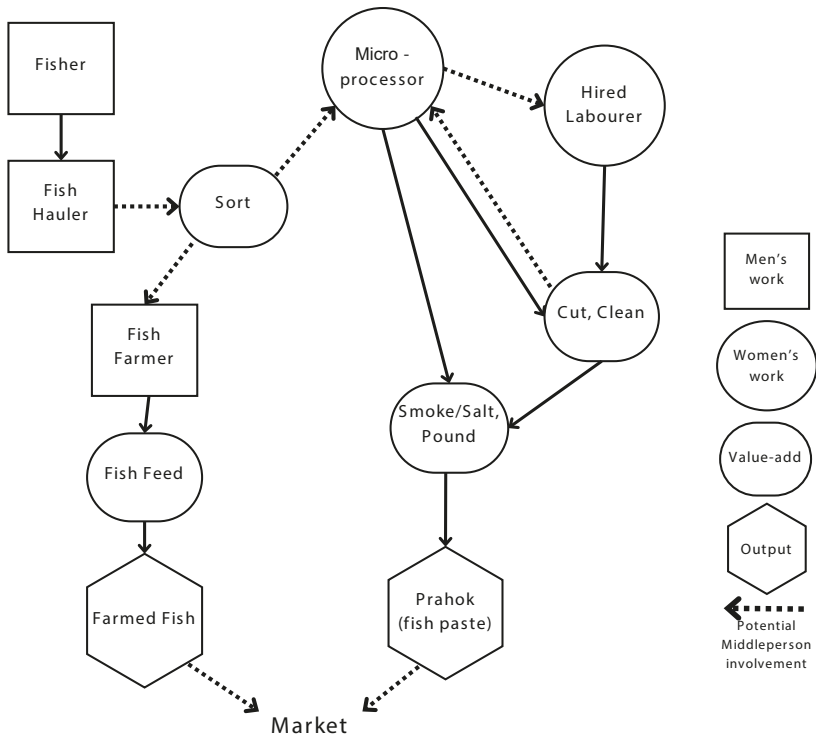 Fisher
Fish
Hauler
Sort
Micro -
processor
Hired
Labourer
Fish
Farmer
Cut, Clean
Smoke/Salt,
Pound
Fish Feed
Farmed Fish
Prahok
(fish paste)
Market
Men's
work
Women's
work
Value-add
Output
Potential
Middleperson
involvement